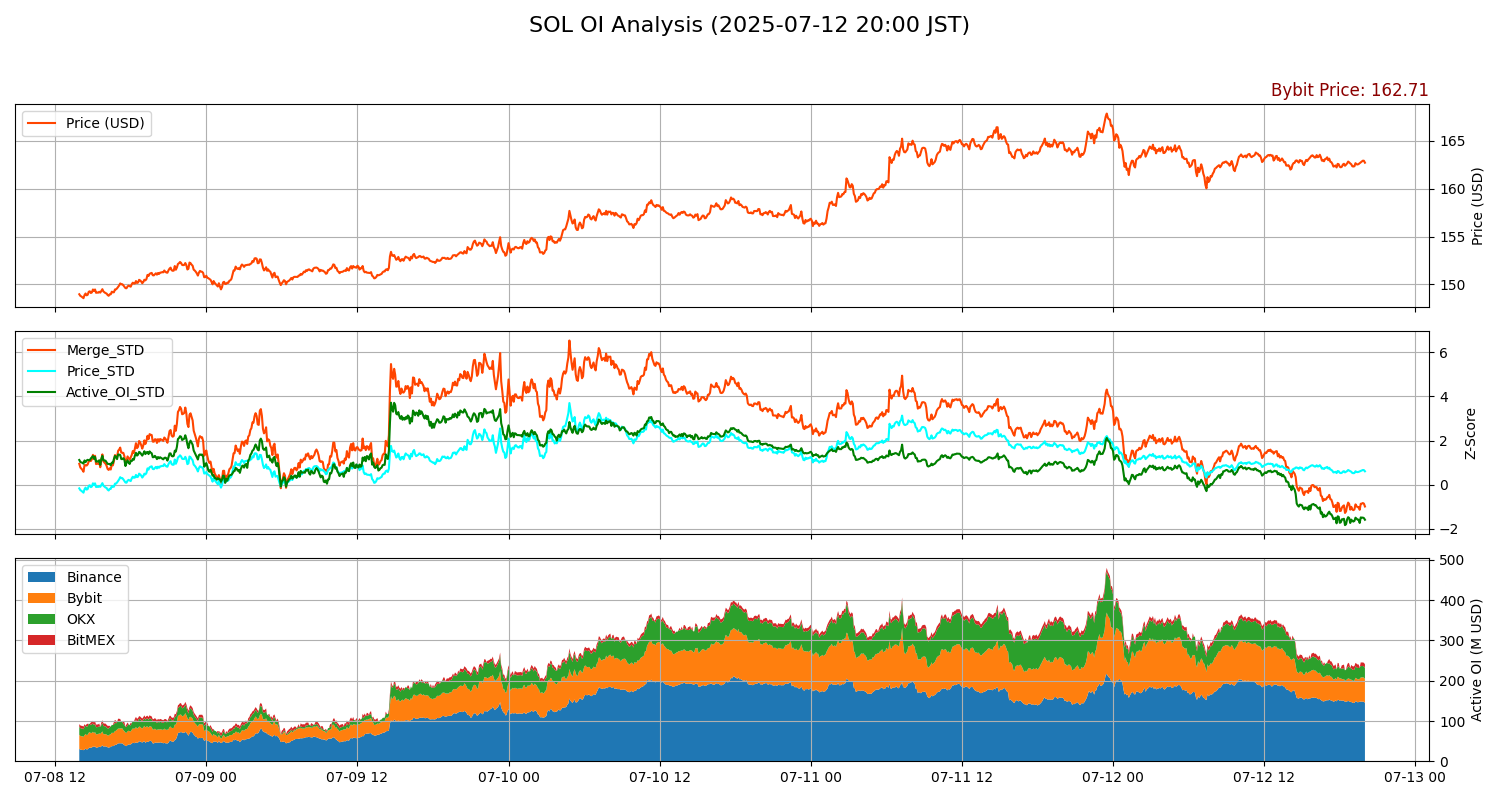 SOL OI Analysis (2025-07-12 20:00 JST)
Bybit Price: 162.71
Price (USD)
165
160
155
150
Price (USD)
Merge_STD
Price_STD
Active_OI_STD
6
4
2
0
−2
Z-Score
Binance
Bybit
OKX
BitMEX
500
400
300
200
100
0
Active OI (M USD)
07-08 12
07-09 00
07-09 12
07-10 00
07-10 12
07-11 00
07-11 12
07-12 00
07-12 12
07-13 00